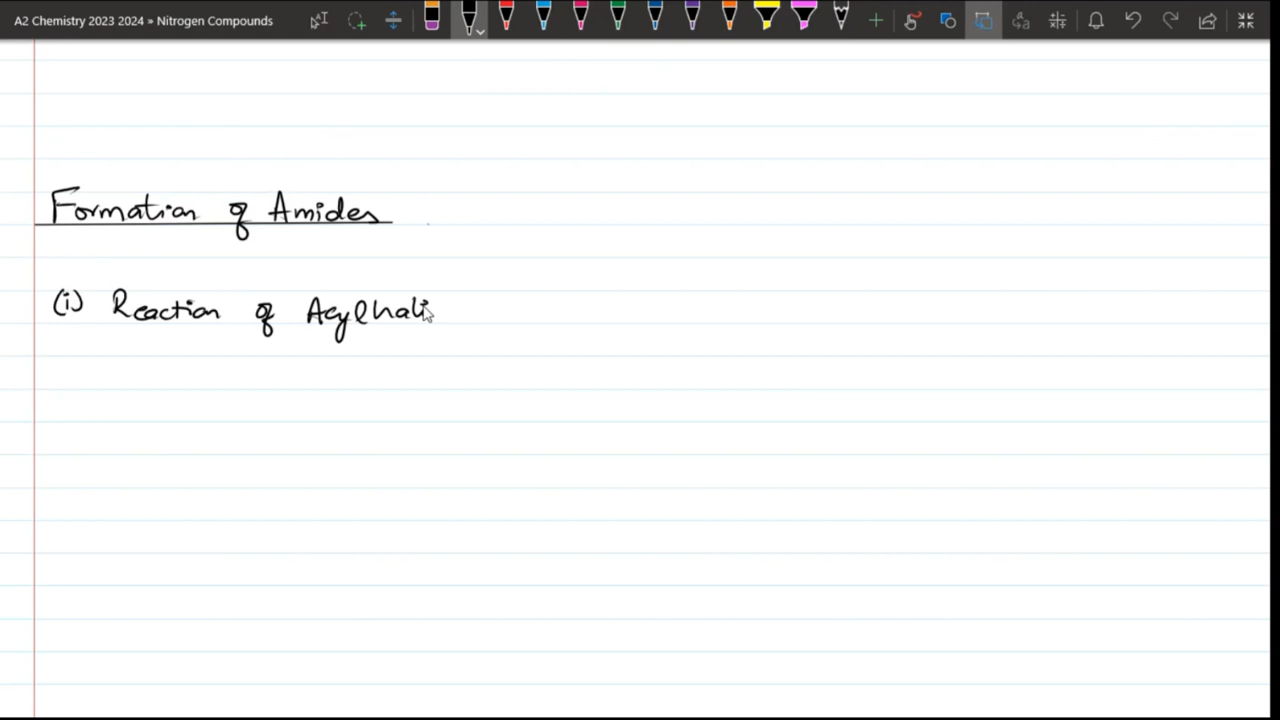 A2 Chemistry 2023 2024 » Nitrogen Compounds
Formation of Amides
(i) Reaction of Acylhali